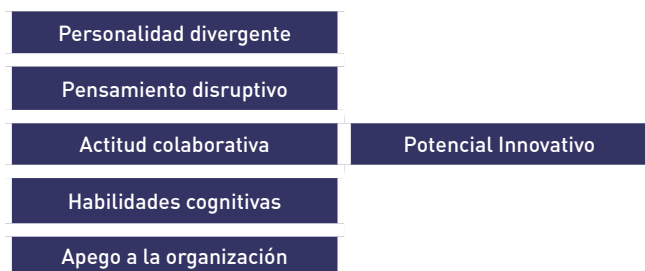 Personalidad divergente
Pensamiento disruptivo
Actitud colaborativa
Potencial Innovativo
Habilidades cognitivas
Apego a la organización